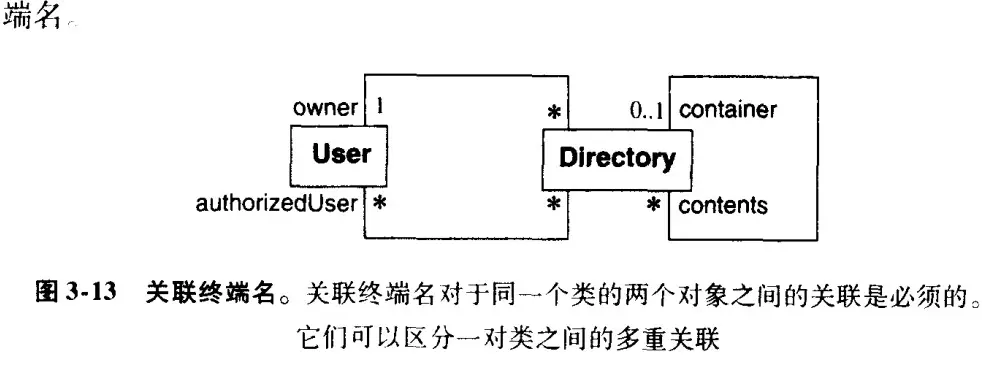 端名。
owner 1 * 0..1 container
User Directory
authorizedUser * * * contents
图 3-13 关联终端名。关联终端名对于同一个类的两个对象之间的关联是必须的。
它们可以区分一对类之间的多重关联